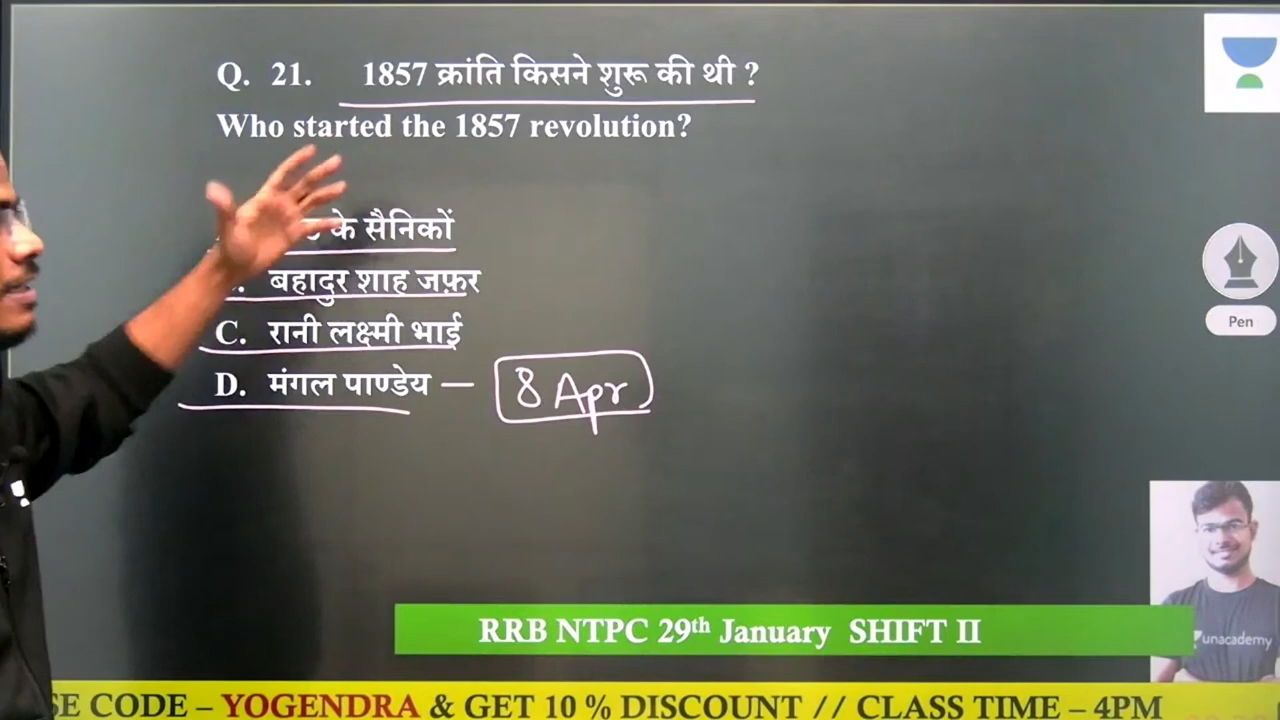 Q. 21. 1857 क्रांति किसने शुरू की थी ?
Who started the 1857 revolution?
के सैनिकों
बहादुर शाह जफ़र
C. रानी लक्ष्मी भाई
D. मंगल पाण्डेय — 8 Apr
Pen
unacademy
RRB NTPC 29th January SHIFT II
CODE – YOGENDRA & GET 10 % DISCOUNT // CLASS TIME – 4PM